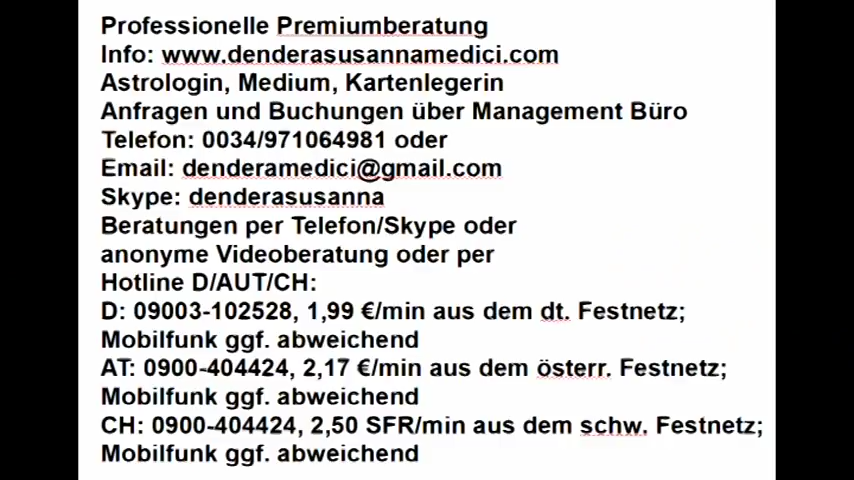 Professionelle Premiumberatung
Info: www.denderasusannamedici.com
Astrologin, Medium, Kartenlegerin
Anfragen und Buchungen über Management Büro
Telefon: 0034/971064981 oder
Email: denderamedici@gmail.com
Skype: denderasusanna
Beratungen per Telefon/Skype oder
anonyme Videoberatung oder per
Hotline D/AUT/CH:
D: 09003-102528, 1,99 €/min aus dem dt. Festnetz;
Mobilfunk ggf. abweichend
AT: 0900-404424, 2,17 €/min aus dem österr. Festnetz;
Mobilfunk ggf. abweichend
CH: 0900-404424, 2,50 SFR/min aus dem schw. Festnetz;
Mobilfunk ggf. abweichend